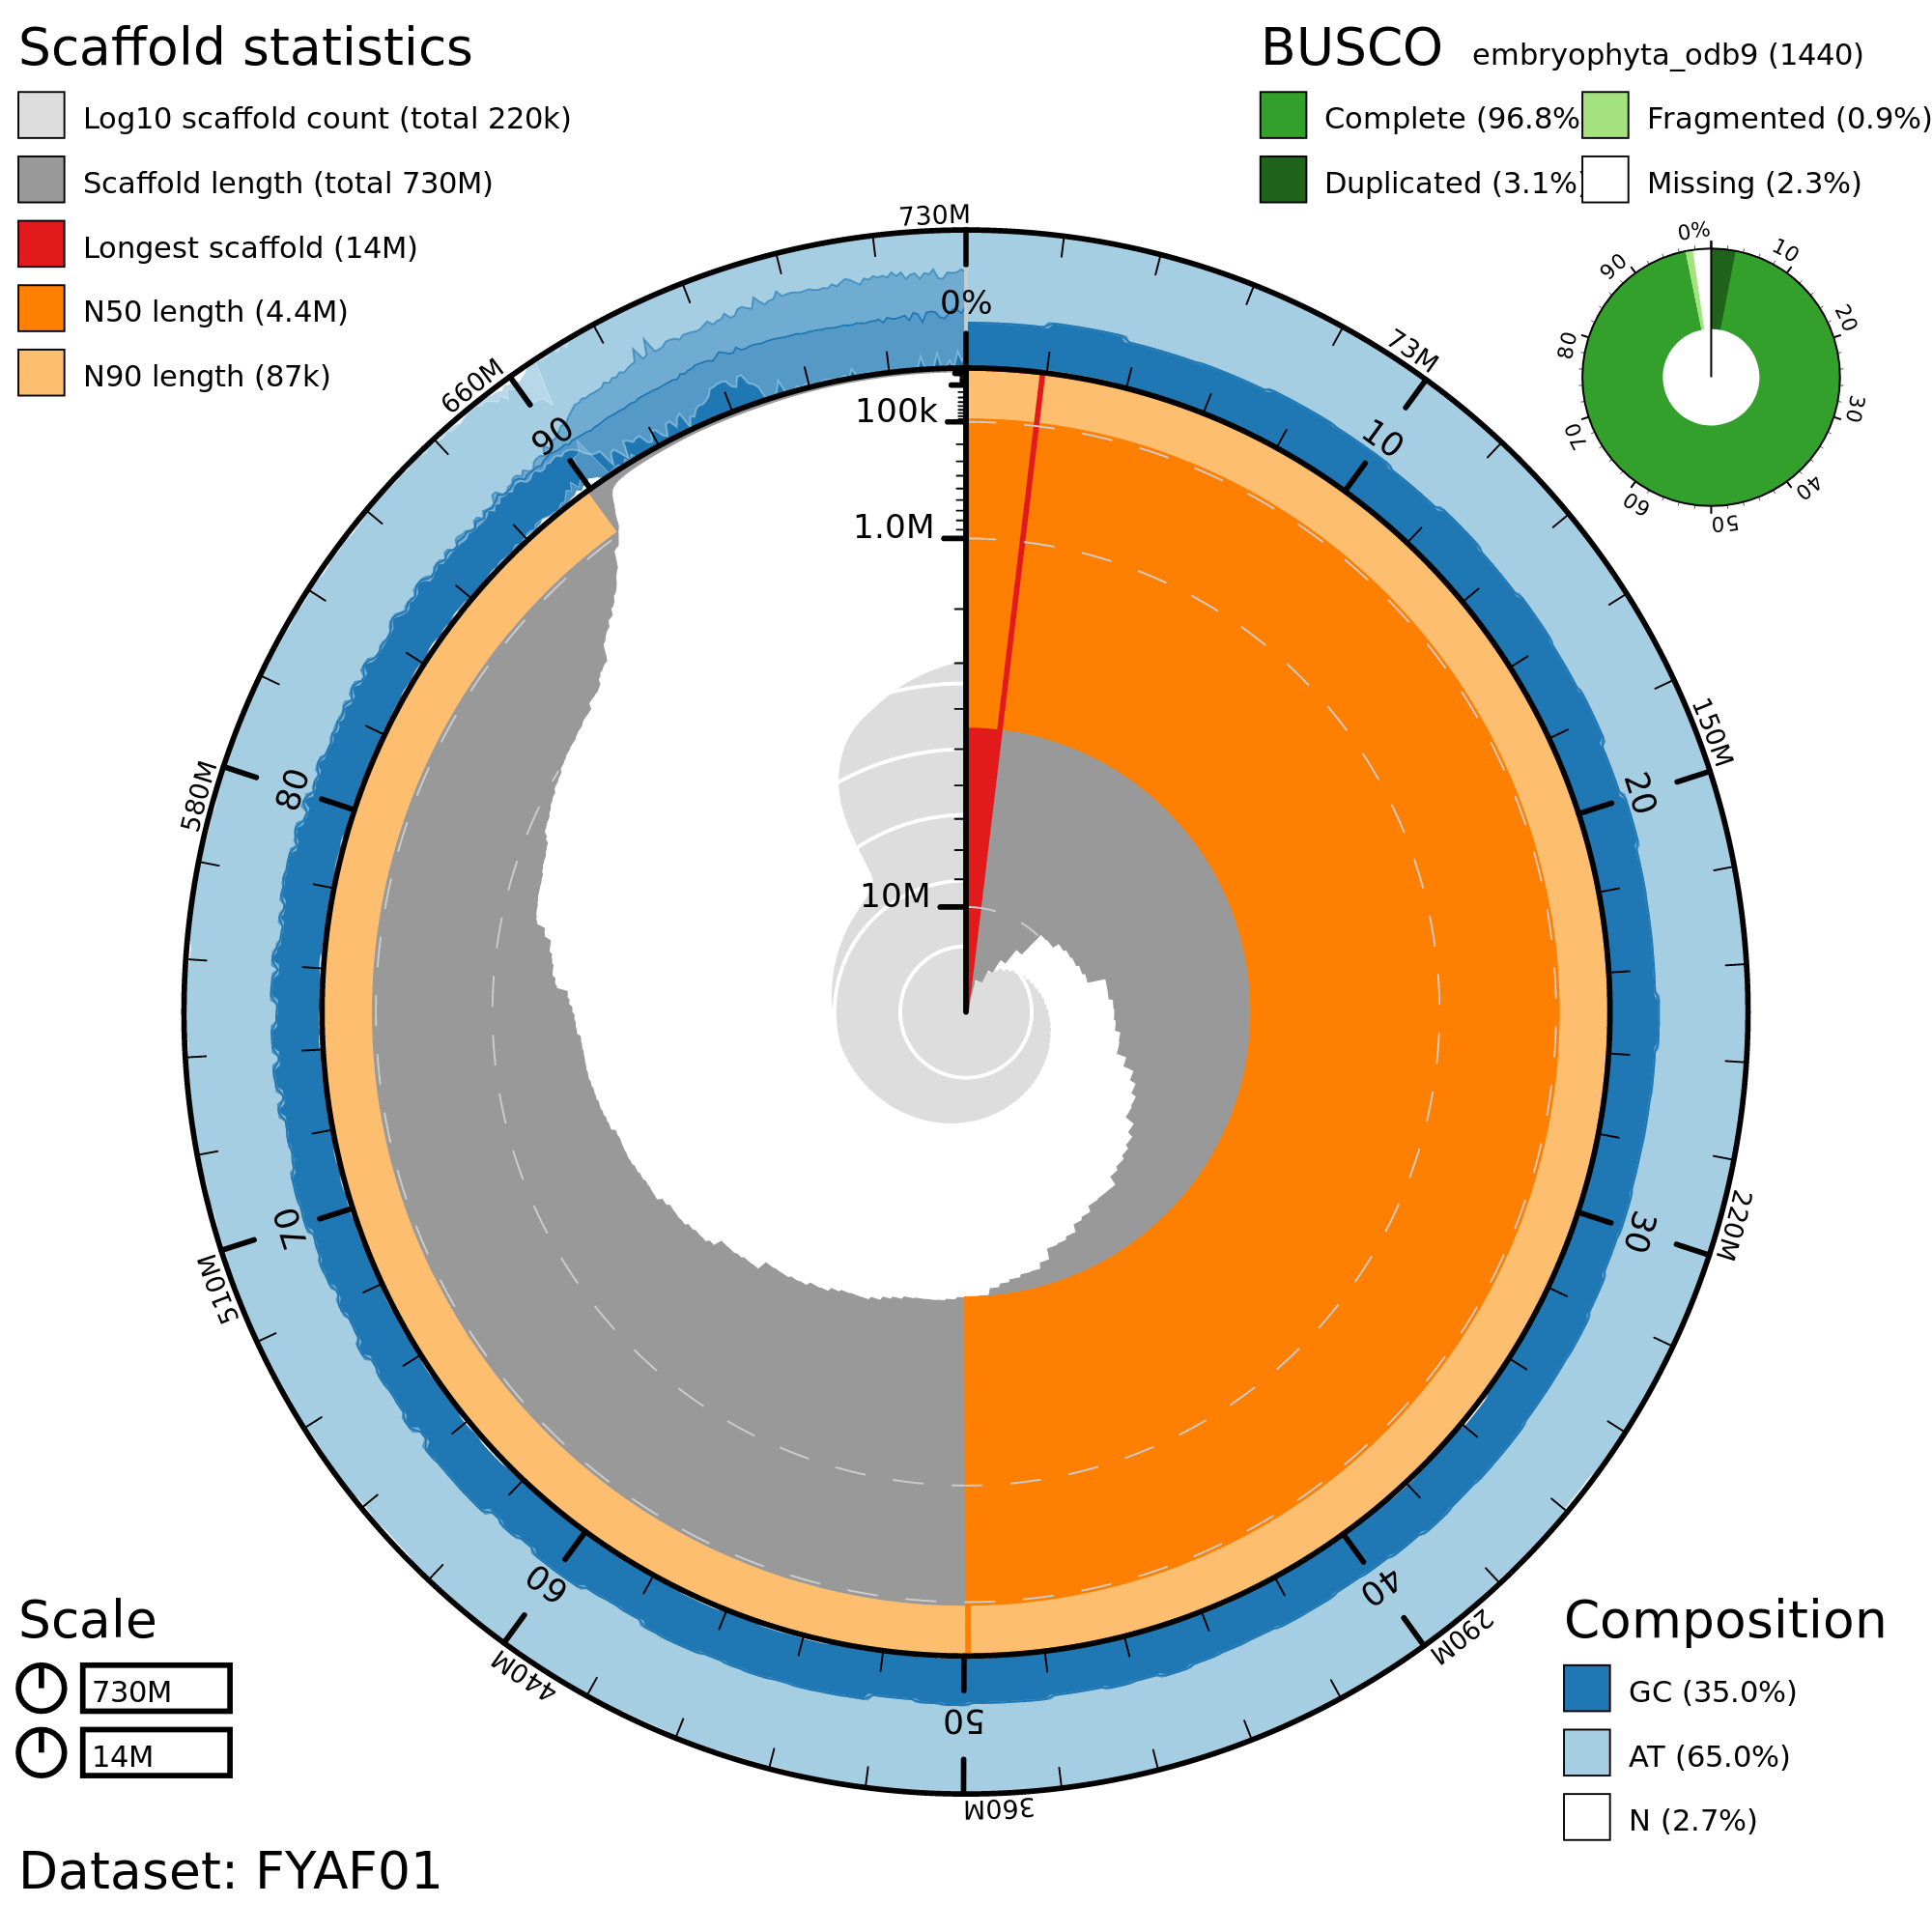 Scaffold statistics
Log10 scaffold count (total 220k)
Scaffold length (total 730M)
Longest scaffold (14M)
N50 length (4.4M)
N90 length (87k)
BUSCO embryophyta_odb9 (1440)
Complete (96.8%
Fragmented (0.9%)
Duplicated (3.1%)
Missing (2.3%)
0%
10
20
30
40
50
60
70
80
90
730M
73M
150M
220M
290M
360M
440M
510M
580M
660M
0%
10
20
30
40
50
60
70
80
90
100k
1.0M
10M
Scale
730M
14M
Composition
GC (35.0%)
AT (65.0%)
N (2.7%)
Dataset: FYAF01